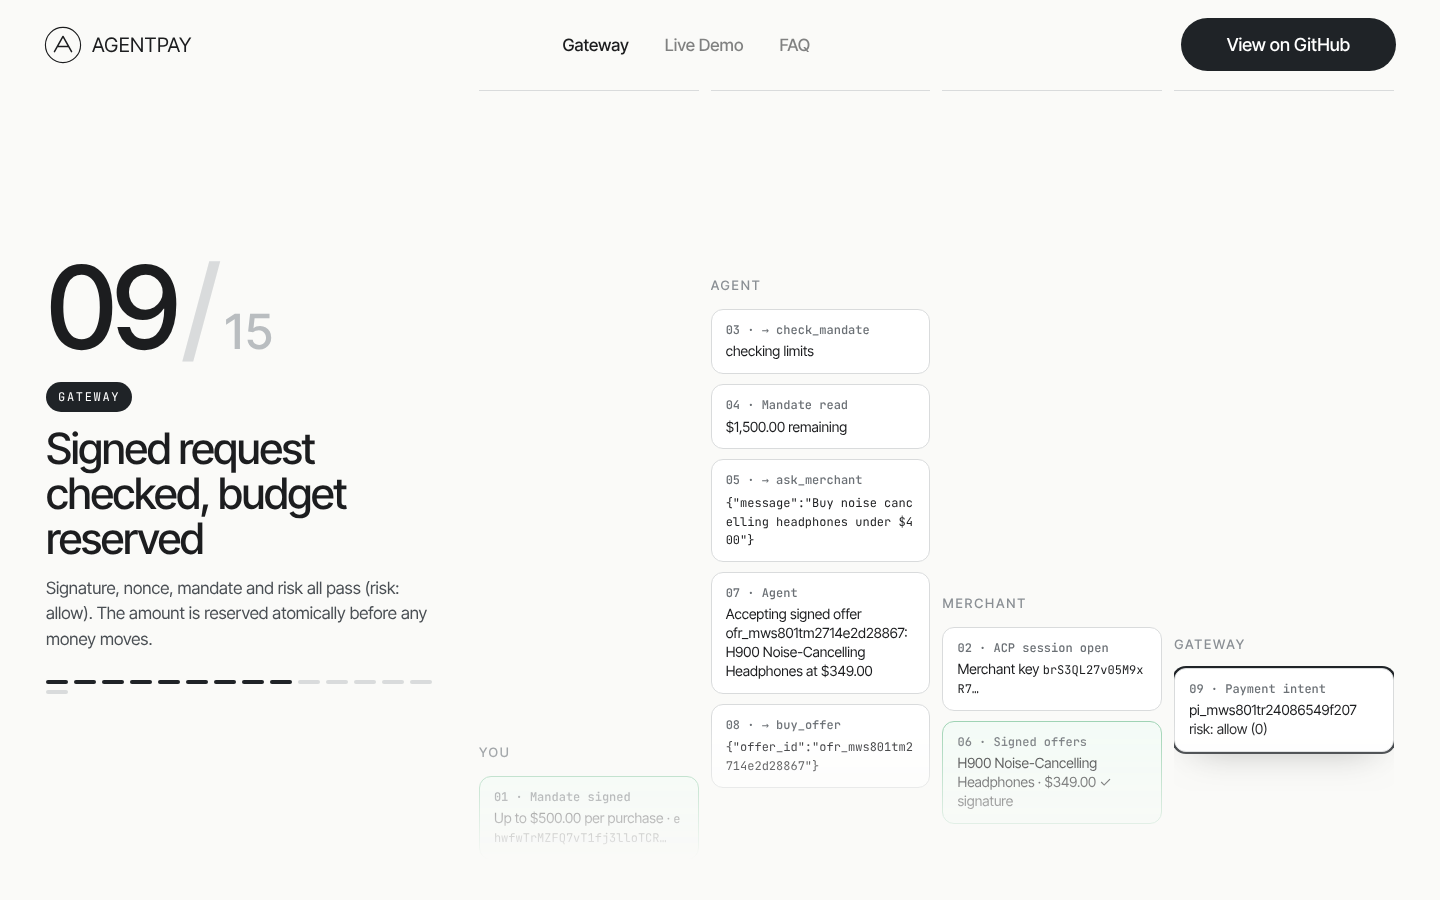 AGENTPAY
Gateway
Live Demo
FAQ
View on GitHub
09/15
GATEWAY
Signed request
checked, budget
reserved
Signature, nonce, mandate and risk all pass (risk:
allow). The amount is reserved atomically before any
money moves.
YOU
01 · Mandate signed
Up to $500.00 per purchase · e
hwfwTrMZFQ7vT1fj3lloTCR…
AGENT
03 · → check_mandate
checking limits
04 · Mandate read
$1,500.00 remaining
05 · → ask_merchant
{"message":"Buy noise canc
elling headphones under $4
00"}
07 · Agent
Accepting signed offer
ofr_mws801tm2714e2d28867:
H900 Noise-Cancelling
Headphones at $349.00
08 · → buy_offer
{"offer_id":"ofr_mws801tm2
714e2d28867"}
MERCHANT
02 · ACP session open
Merchant key brS3QL27v05M9x
R7…
06 · Signed offers
H900 Noise-Cancelling
Headphones · $349.00 ✓
signature
GATEWAY
09 · Payment intent
pi_mws801tr24086549f207
risk: allow (0)